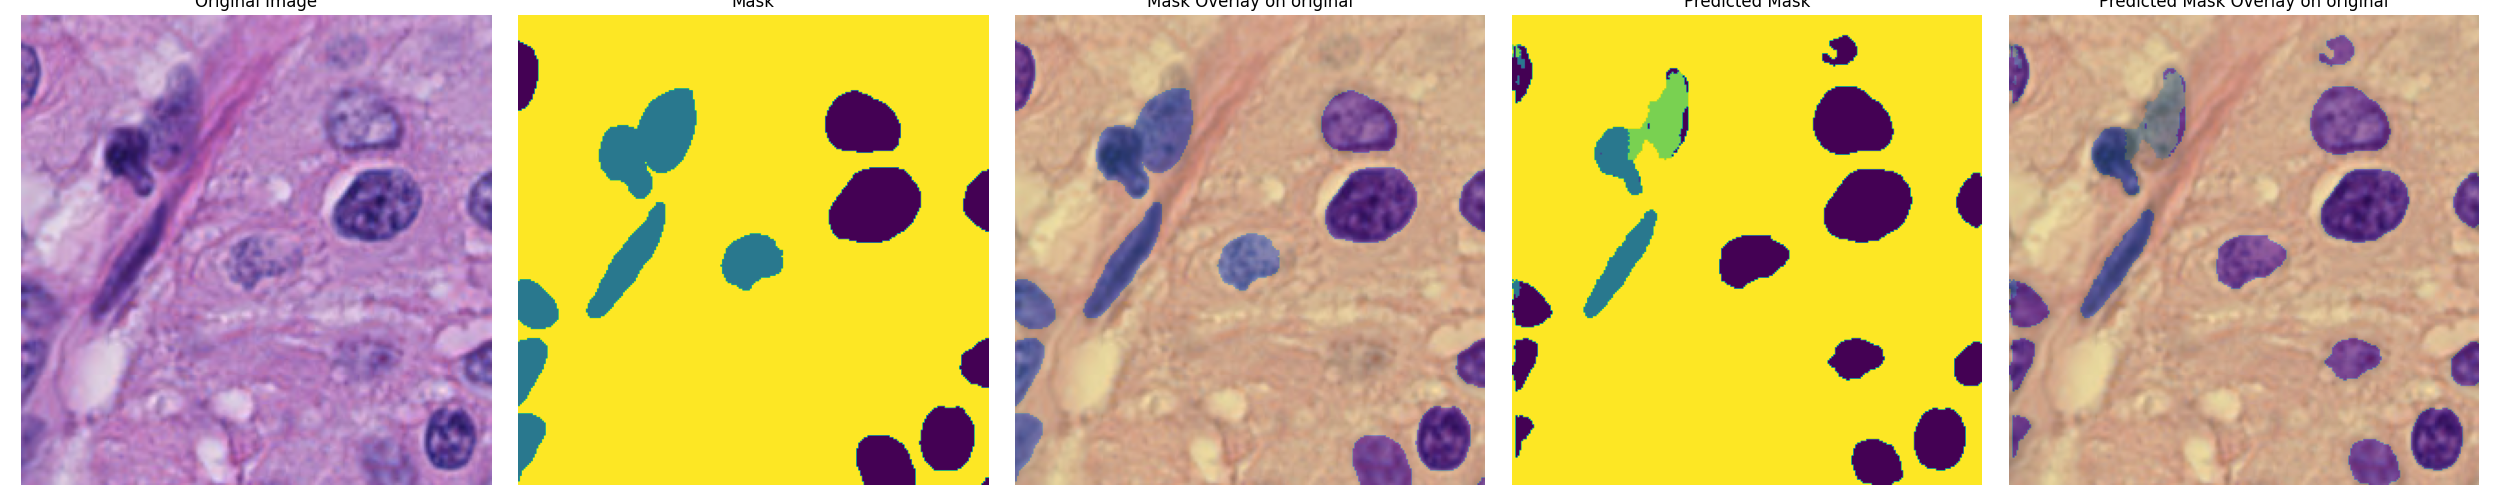 Original Image
Mask
Mask Overlay on original
Predicted Mask
Predicted Mask Overlay on original